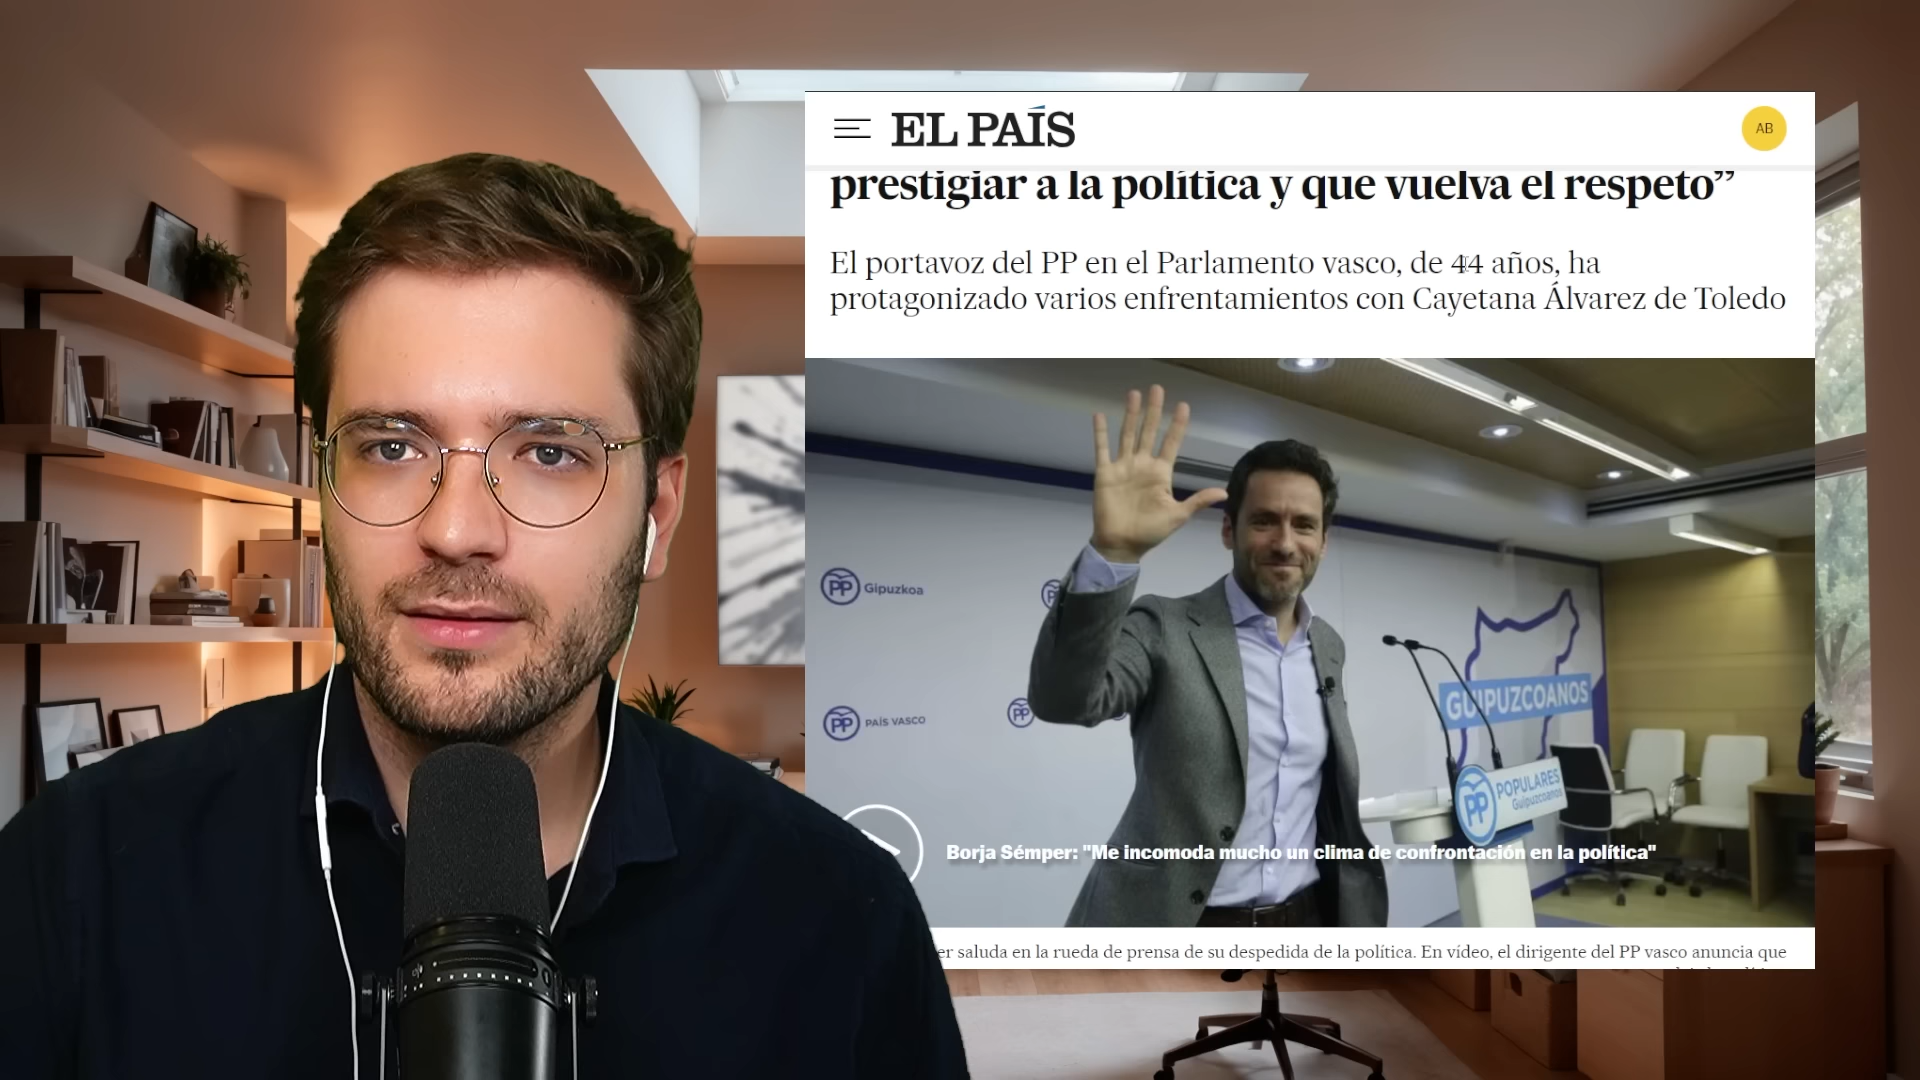 EL PAÍS
AB
prestigiar a la política y que vuelva el respeto”
El portavoz del PP en el Parlamento vasco, de 44 años, ha
protagonizado varios enfrentamientos con Cayetana Álvarez de Toledo
PP Gipuzkoa
PP PAÍS VASCO
PP
GUIPUZCOANOS
PP POPULARES
Guipuzcoanos
Borja Sémper: "Me incomoda mucho un clima de confrontación en la política"
saluda en la rueda de prensa de su despedida de la política. En vídeo, el dirigente del PP vasco anuncia que